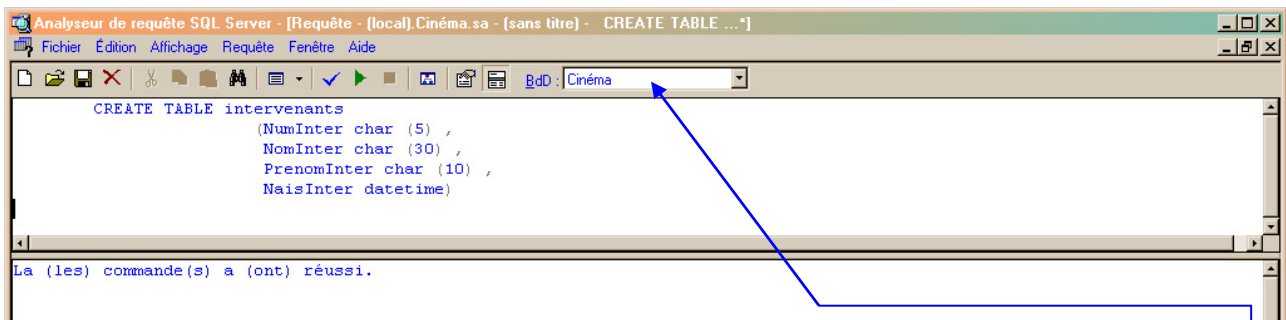 Analyseur de requête SQL Server - [Requête - (local).Cinéma.sa - (sans titre) - CREATE TABLE ...*]
Fichier Édition Affichage Requête Fenêtre Aide
BdD : Cinéma
CREATE TABLE intervenants
(NumInter char (5) ,
NomInter char (30) ,
PrenomInter char (10) ,
NaisInter datetime)
La (les) commande(s) a (ont) réussi.